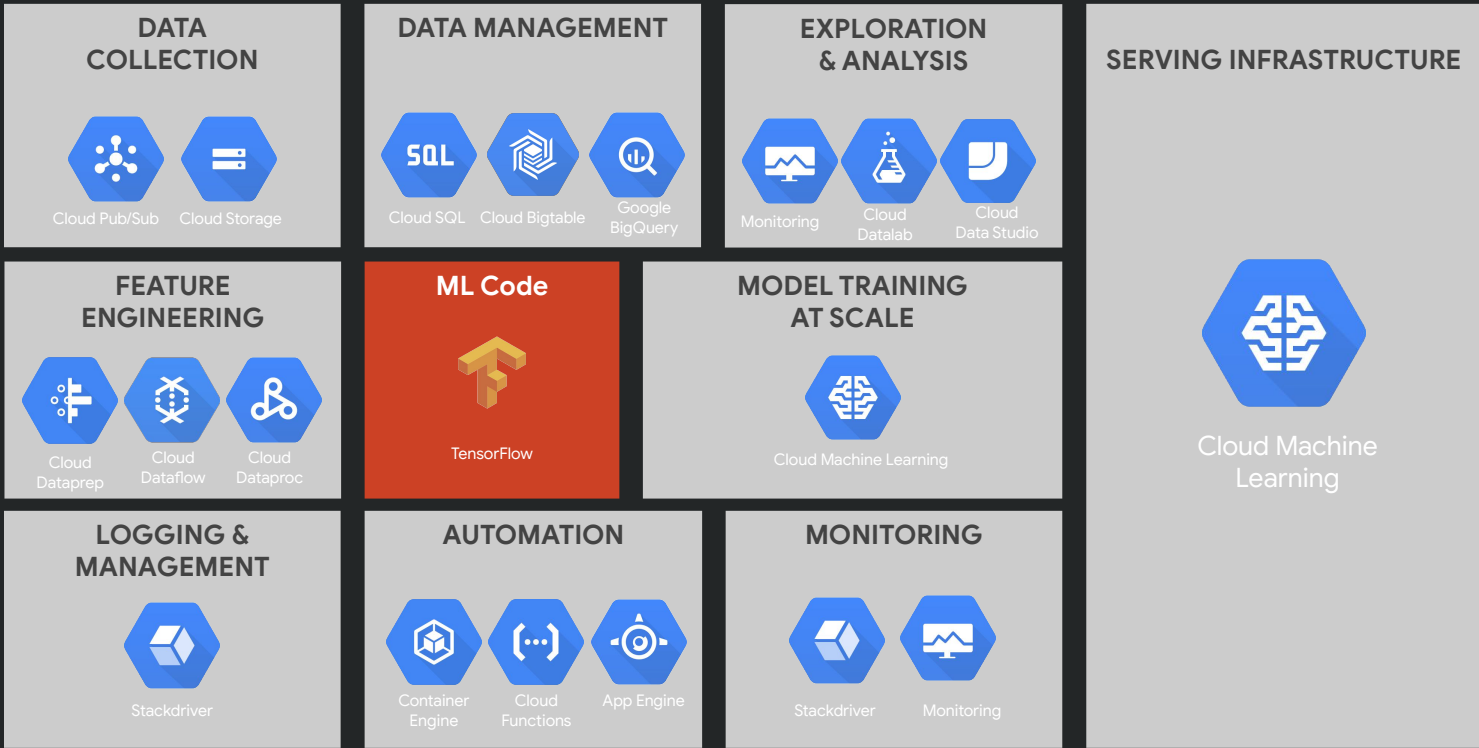 DATA
COLLECTION
Cloud Pub/Sub
Cloud Storage
DATA MANAGEMENT
SQL
Cloud SQL
Cloud Bigtable
Google
BigQuery
EXPLORATION
& ANALYSIS
Monitoring
Cloud
Datalab
Cloud
Data Studio
SERVING INFRASTRUCTURE
Cloud Machine
Learning
FEATURE
ENGINEERING
Cloud
Dataprep
Cloud
Dataflow
Cloud
Dataproc
ML Code
TensorFlow
MODEL TRAINING
AT SCALE
Cloud Machine Learning
LOGGING &
MANAGEMENT
Stackdriver
AUTOMATION
Container
Engine
Cloud
Functions
App Engine
MONITORING
Stackdriver
Monitoring